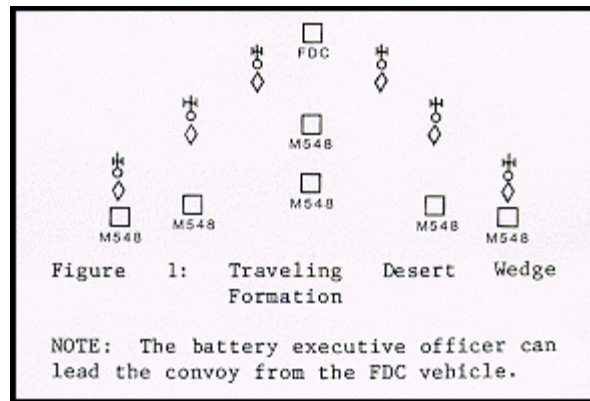 FDC
M548
M548
M548
M548
M548
M548
Figure 1: Traveling Desert Wedge
Formation
NOTE: The battery executive officer can
lead the convoy from the FDC vehicle.